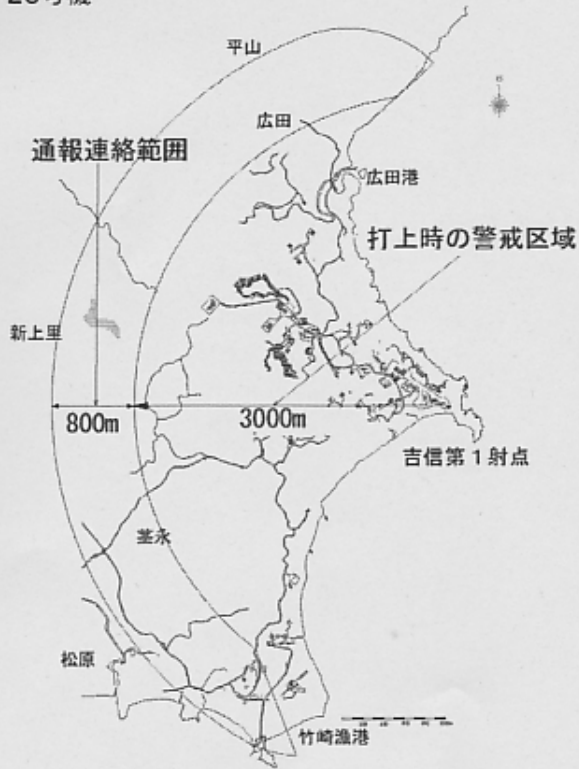 平山
広田
通報連絡範囲
広田港
打上時の警戒区域
新上里
800m
3000m
吉信第1射点
茎永
松原
竹崎漁港